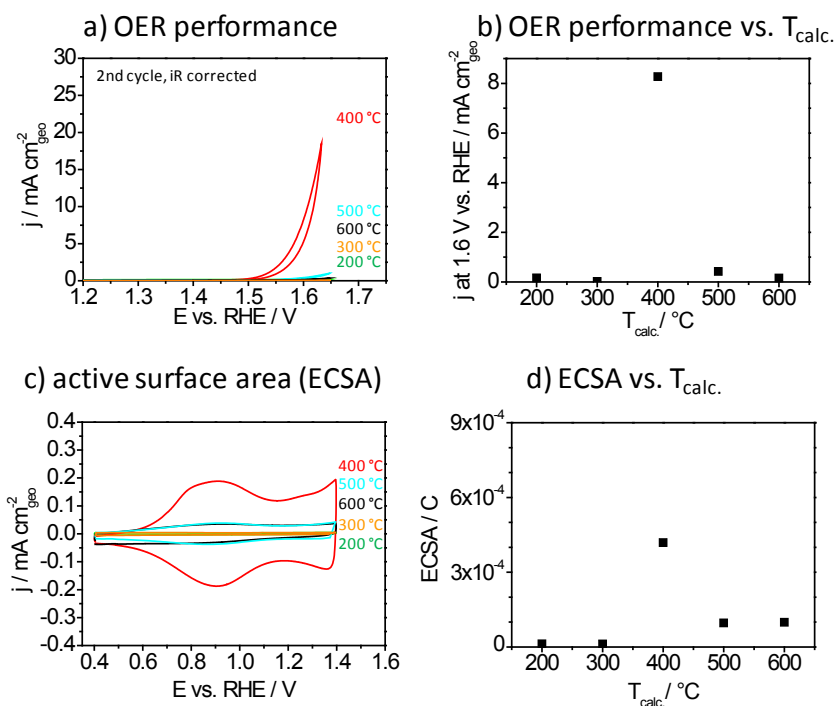 a) OER performance
2nd cycle, iR corrected
30
25
20
15
10
5
0
j / mA cm⁻²geo
400 °C
500 °C
600 °C
300 °C
200 °C
1.2 1.3 1.4 1.5 1.6 1.7
E vs. RHE / V
b) OER performance vs. Tcalc.
j at 1.6 V vs. RHE / mA cm⁻²geo
8
6
4
2
0
200 300 400 500 600
Tcalc./ °C
c) active surface area (ECSA)
j / mA cm⁻²geo
0.4
0.3
0.2
0.1
0.0
-0.1
-0.2
-0.3
-0.4
400 °C
500 °C
600 °C
300 °C
200 °C
0.4 0.6 0.8 1.0 1.2 1.4 1.6
E vs. RHE / V
d) ECSA vs. Tcalc.
ECSA / C
9x10⁻⁴
6x10⁻⁴
3x10⁻⁴
0
200 300 400 500 600
Tcalc./ °C